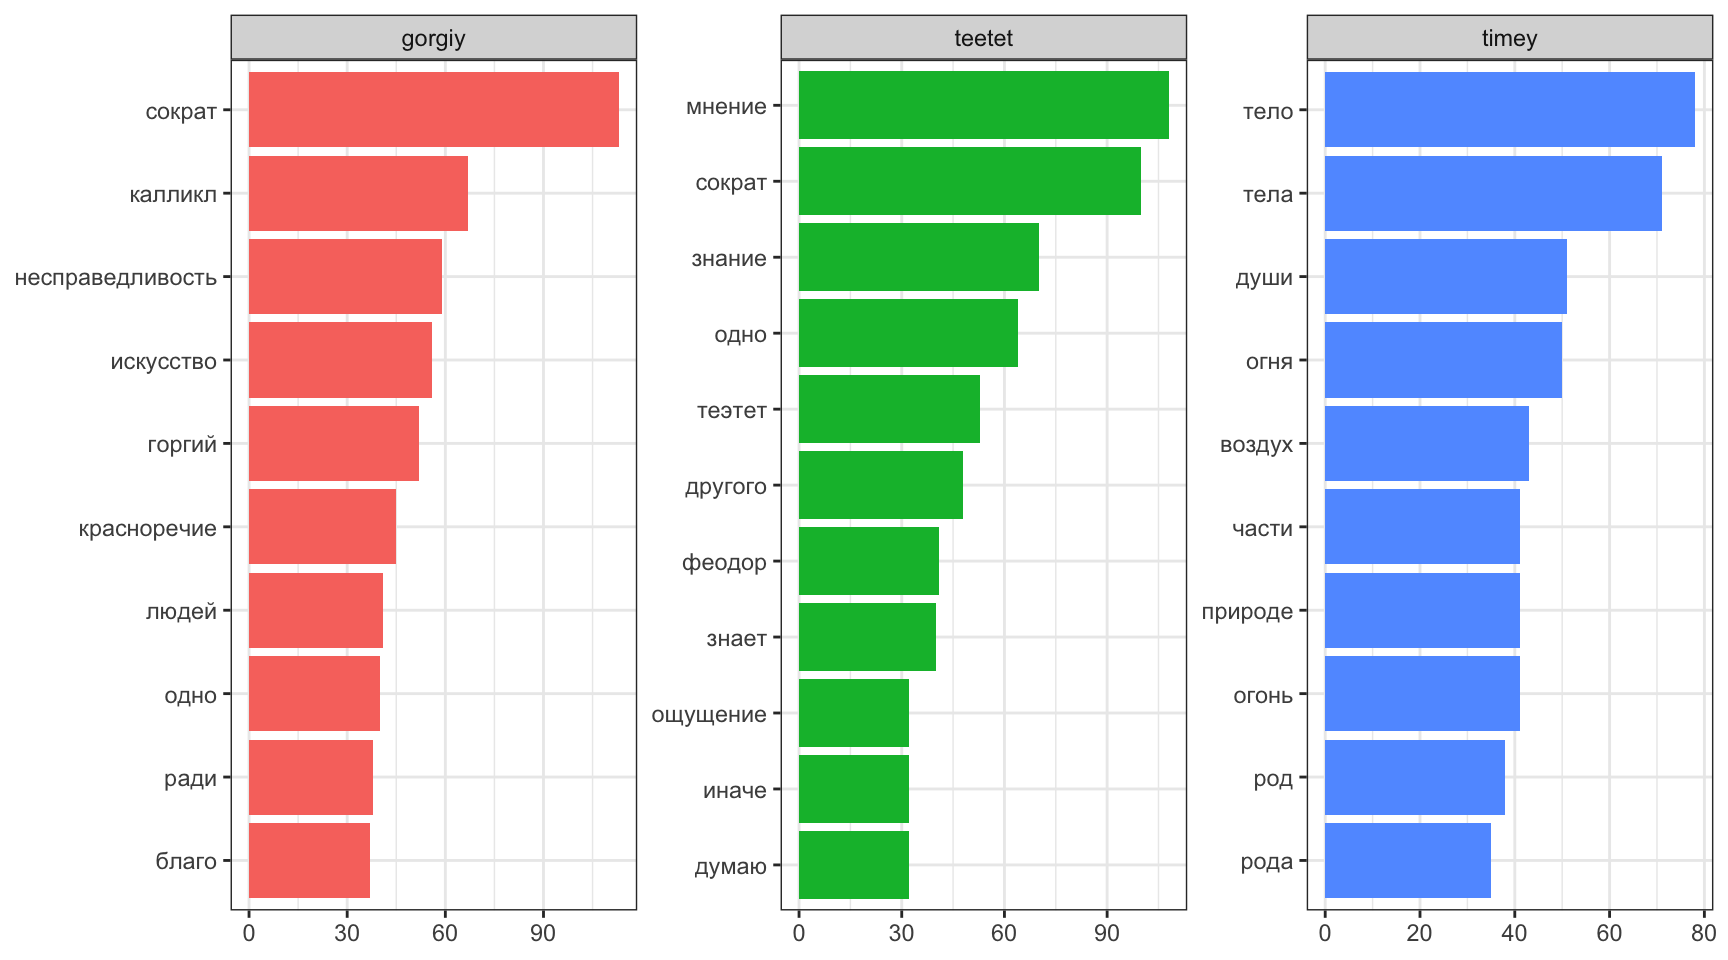 gorgiy
сократ
калликл
несправедливость
искусство
горгий
красноречие
людей
одно
ради
благо
0 30 60 90
teetet
мнение
сократ
знание
одно
теэтет
другого
феодор
знает
ощущение
иначе
думаю
0 30 60 90
timey
тело
тела
души
огня
воздух
части
природе
огонь
род
рода
0 20 40 60 80